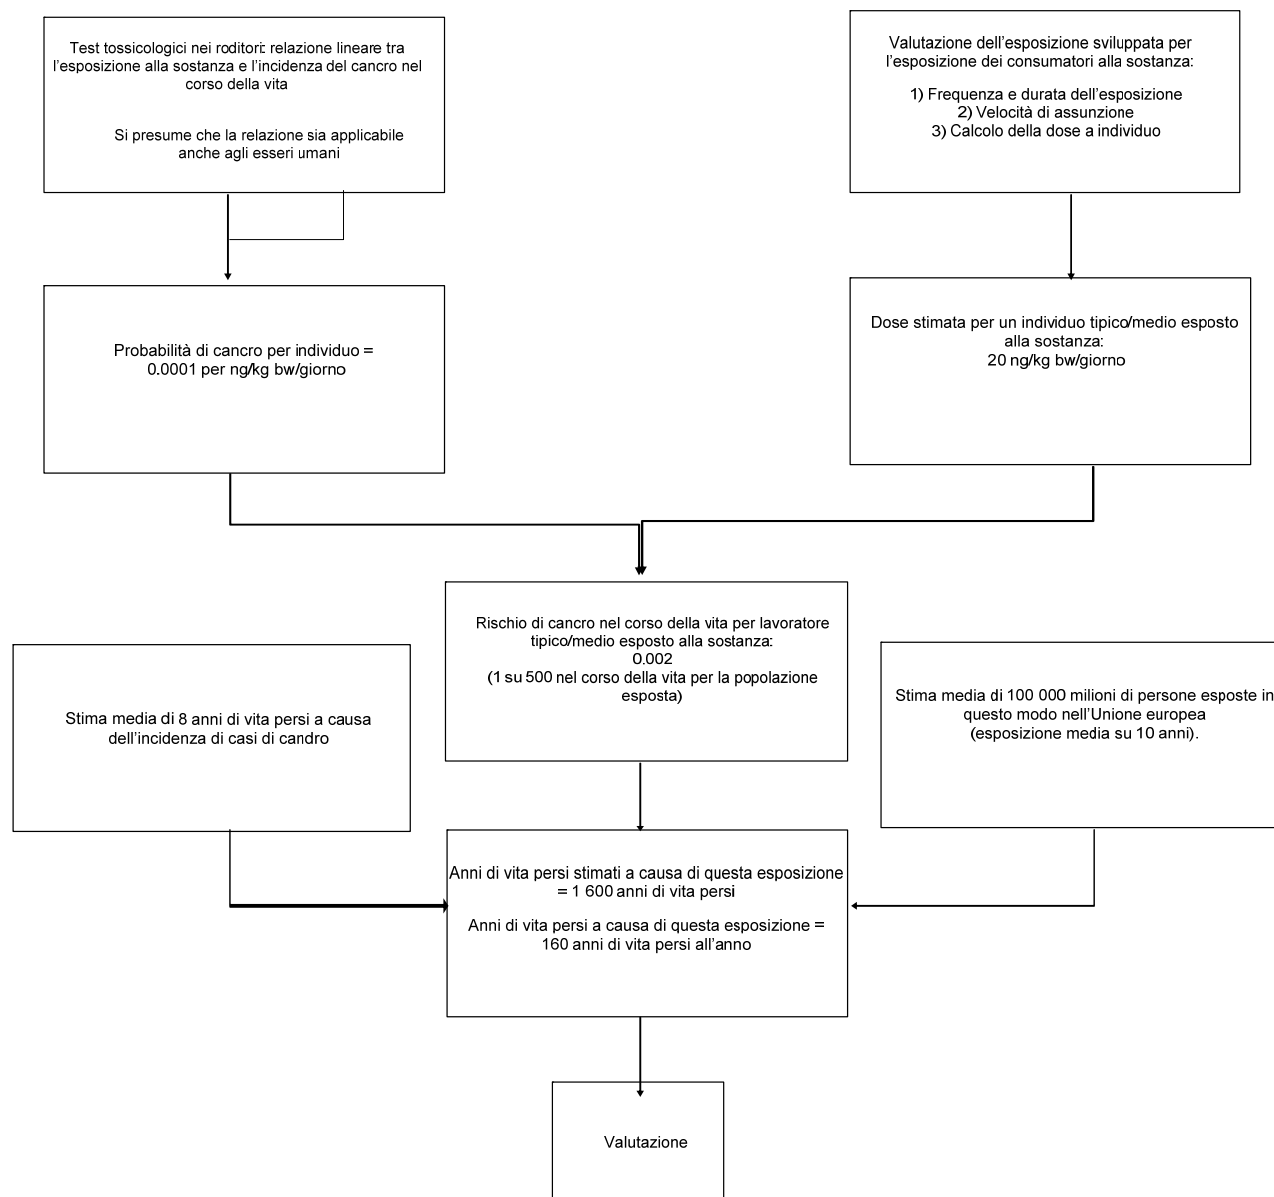 Test tossicologici nei roditori: relazione lineare tra
l’esposizione alla sostanza e l’incidenza del cancro nel
corso della vita
Si presume che la relazione sia applicabile
anche agli esseri umani
Valutazione dell’esposizione sviluppata per
l’esposizione dei consumatori alla sostanza:
1) Frequenza e durata dell’esposizione
2) Velocità di assunzione
3) Calcolo della dose a individuo
Probabilità di cancro per individuo =
0.0001 per ng/kg bw/giorno
Dose stimata per un individuo tipico/medio esposto
alla sostanza:
20 ng/kg bw/giorno
Rischio di cancro nel corso della vita per lavoratore
tipico/medio esposto alla sostanza:
0.002
(1 su 500 nel corso della vita per la popolazione
esposta)
Stima media di 8 anni di vita persi a causa
dell’incidenza di casi di candro
Stima media di 100 000 milioni di persone esposte in
questo modo nell’Unione europea
(esposizione media su 10 anni).
Anni di vita persi stimati a causa di questa esposizione
= 1 600 anni di vita persi
Anni di vita persi a causa di questa esposizione =
160 anni di vita persi all’anno
Valutazione